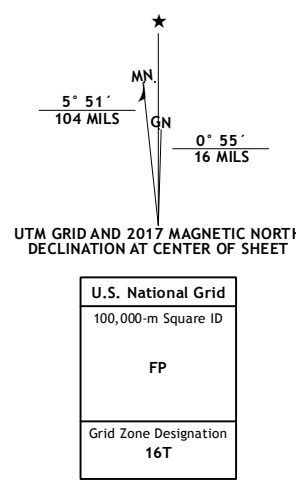 ★
MN.
5° 51´
104 MILS
GN
0° 55´
16 MILS
UTM GRID AND 2017 MAGNETIC NORTH
DECLINATION AT CENTER OF SHEET
U.S. National Grid
100,000-m Square ID
FP
Grid Zone Designation
16T